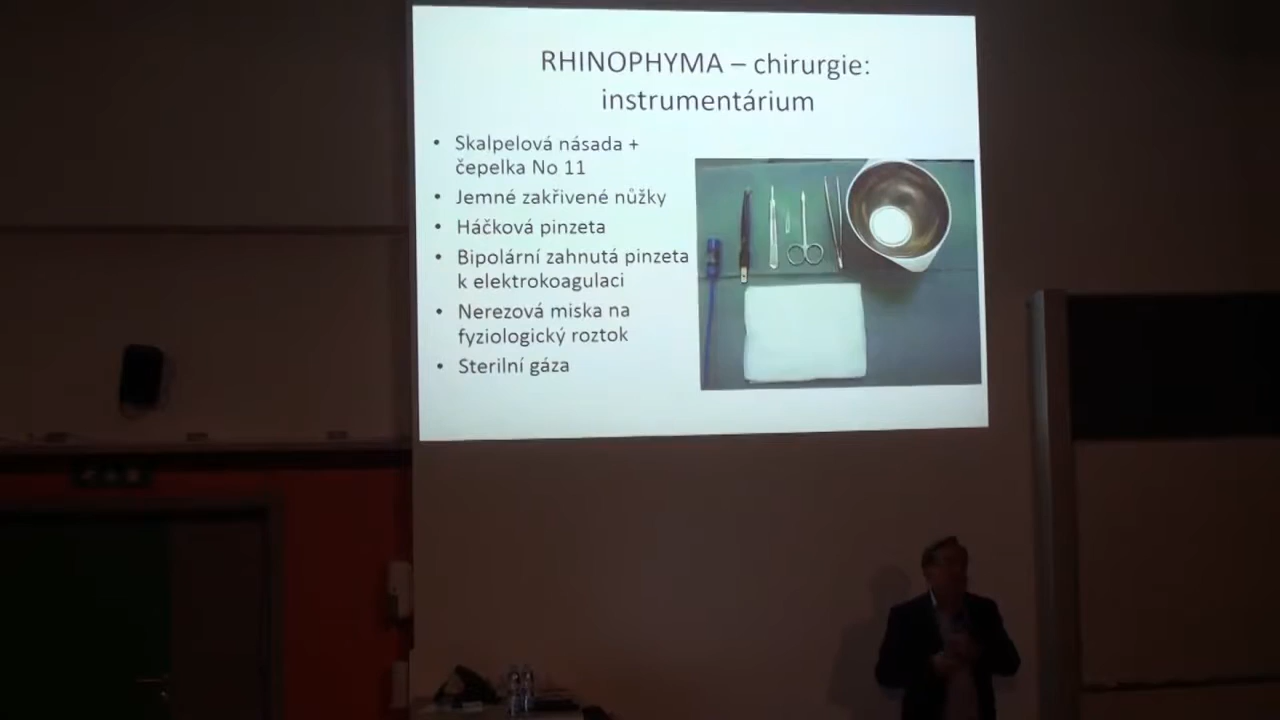 RHINOPHYMA – chirurgie:
instrumentárium
• Skalpelová násada +
čepelka No 11
• Jemné zakřivené nůžky
• Háčková pinzeta
• Bipolární zahnutá pinzeta
k elektrokoagulaci
• Nerezová miska na
fyziologický roztok
• Sterilní gáza